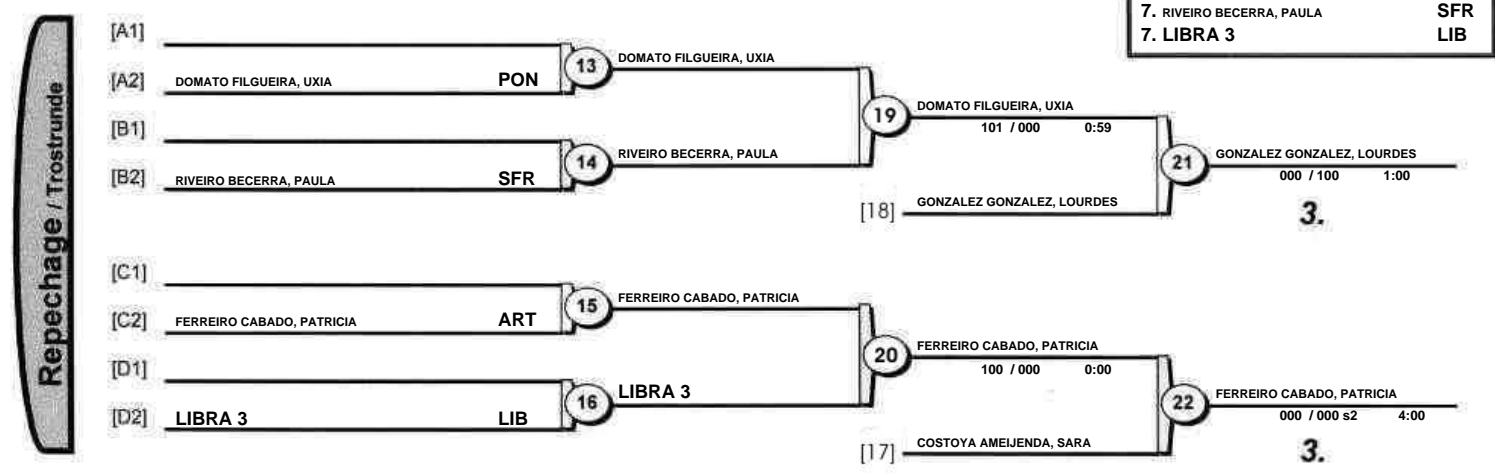 7. RIVEIRO BECERRA, PAULA SFR
7. LIBRA 3 LIB
Repechage / Trostrunde
[A1]
13 DOMATO FILGUEIRA, UXIA
[A2] DOMATO FILGUEIRA, UXIA PON
19 DOMATO FILGUEIRA, UXIA
101 / 000 0:59
[B1]
14 RIVEIRO BECERRA, PAULA
[B2] RIVEIRO BECERRA, PAULA SFR
21 GONZALEZ GONZALEZ, LOURDES
000 / 100 1:00
[18] GONZALEZ GONZALEZ, LOURDES
3.
[C1]
15 FERREIRO CABADO, PATRICIA
[C2] FERREIRO CABADO, PATRICIA ART
20 FERREIRO CABADO, PATRICIA
100 / 000 0:00
[D1]
16 LIBRA 3
[D2] LIBRA 3 LIB
22 FERREIRO CABADO, PATRICIA
000 / 000 s2 4:00
[17] COSTOYA AMEIJENDA, SARA
3.